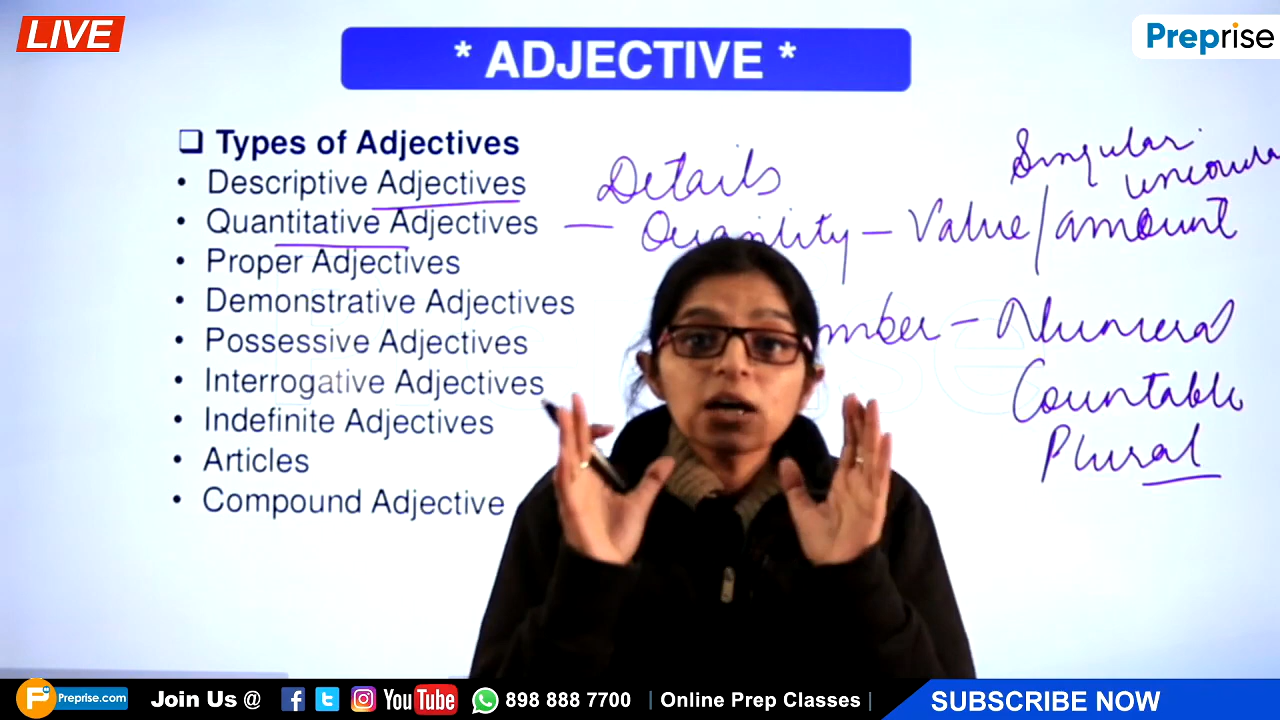 LIVE
* ADJECTIVE *
Preprise
❑ Types of Adjectives
• Descriptive Adjectives
Details
Singular
• Quantitative Adjectives
— Quantity – Value/amount
• Proper Adjectives
• Demonstrative Adjectives
– Numeral
• Possessive Adjectives
• Interrogative Adjectives
Countable
• Indefinite Adjectives
Plural
• Articles
• Compound Adjective
Preprise.com
Join Us @
YouTube
898 888 7700
| Online Prep Classes |
SUBSCRIBE NOW